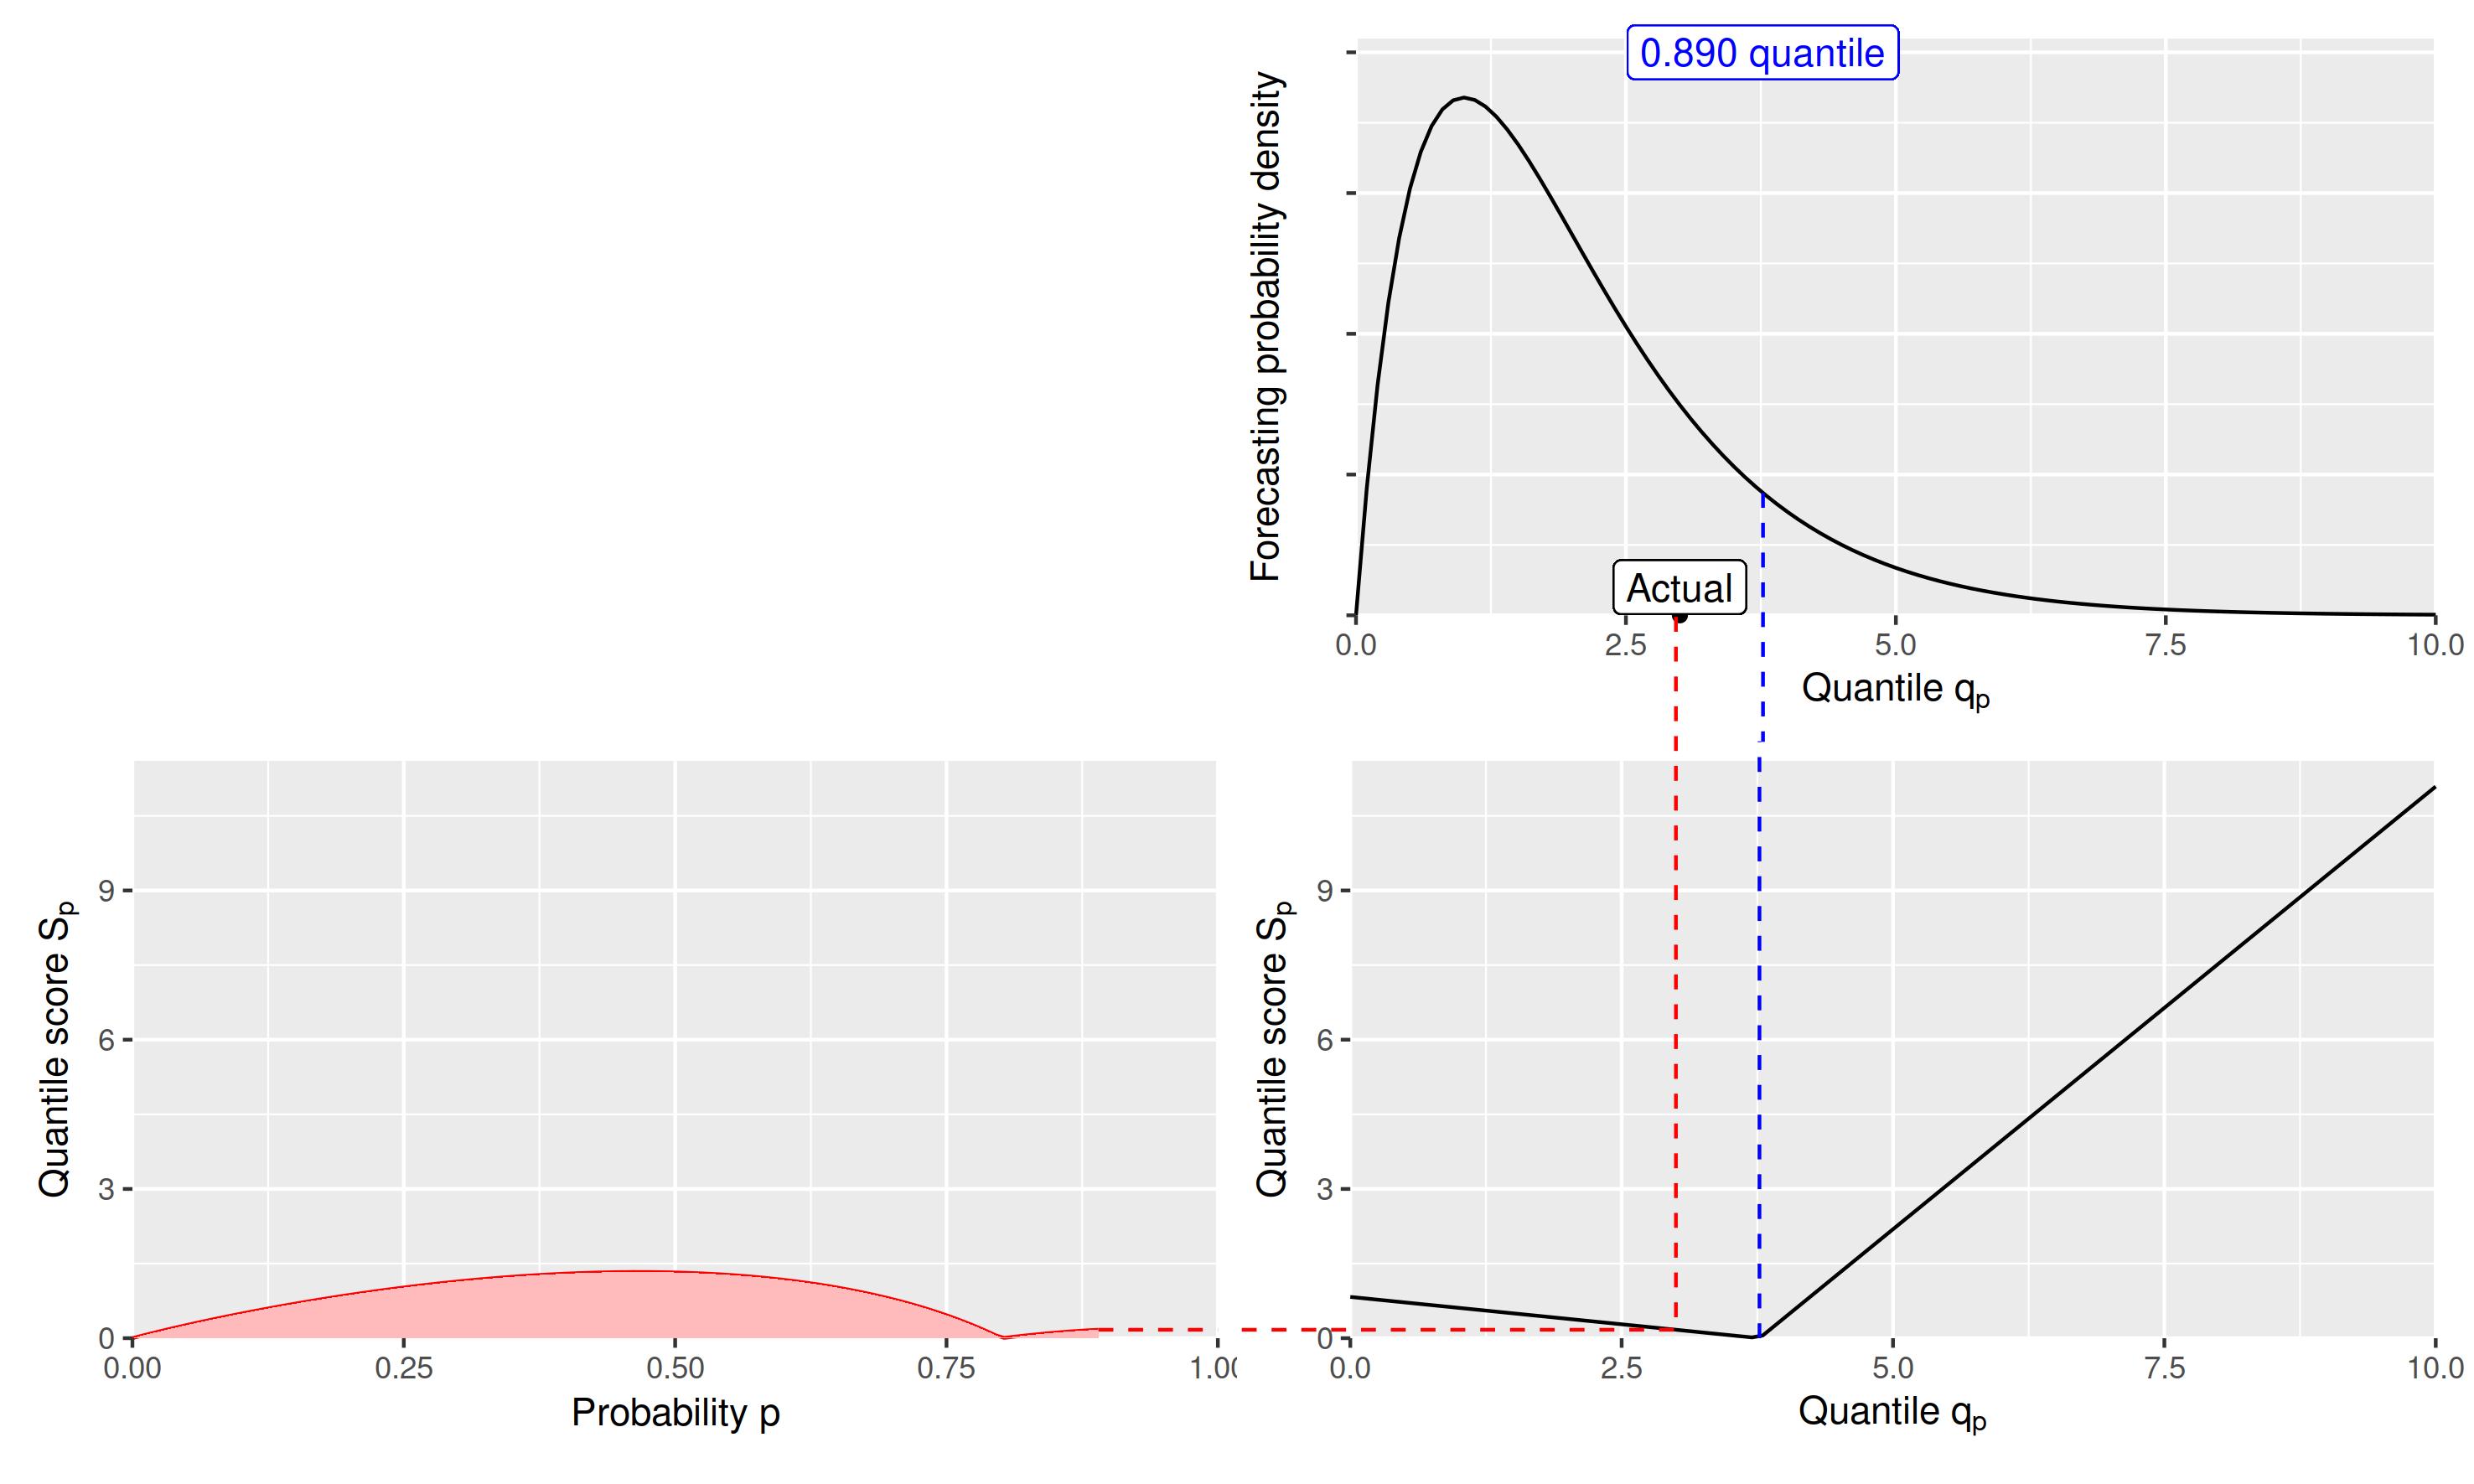 0.890 quantile
Forecasting probability density
Actual
0.0 2.5 5.0 7.5 10.0
Quantile qp
Quantile score Sp
9
6
3
0
0.00 0.25 0.50 0.75 1.0
Probability p
Quantile score Sp
9
6
3
0
0.0 2.5 5.0 7.5 10.0
Quantile qp